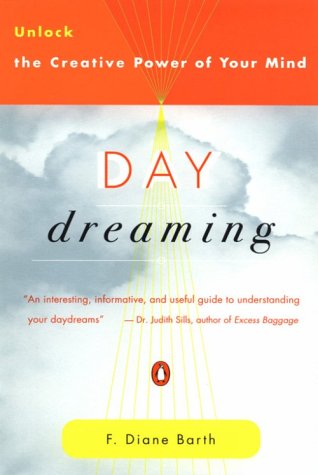 Unlock
the Creative Power of Your Mind
DAY
dreaming
"An interesting, informative, and useful guide to understanding
your daydreams" — Dr. Judith Sills, author of Excess Baggage
F. Diane Barth